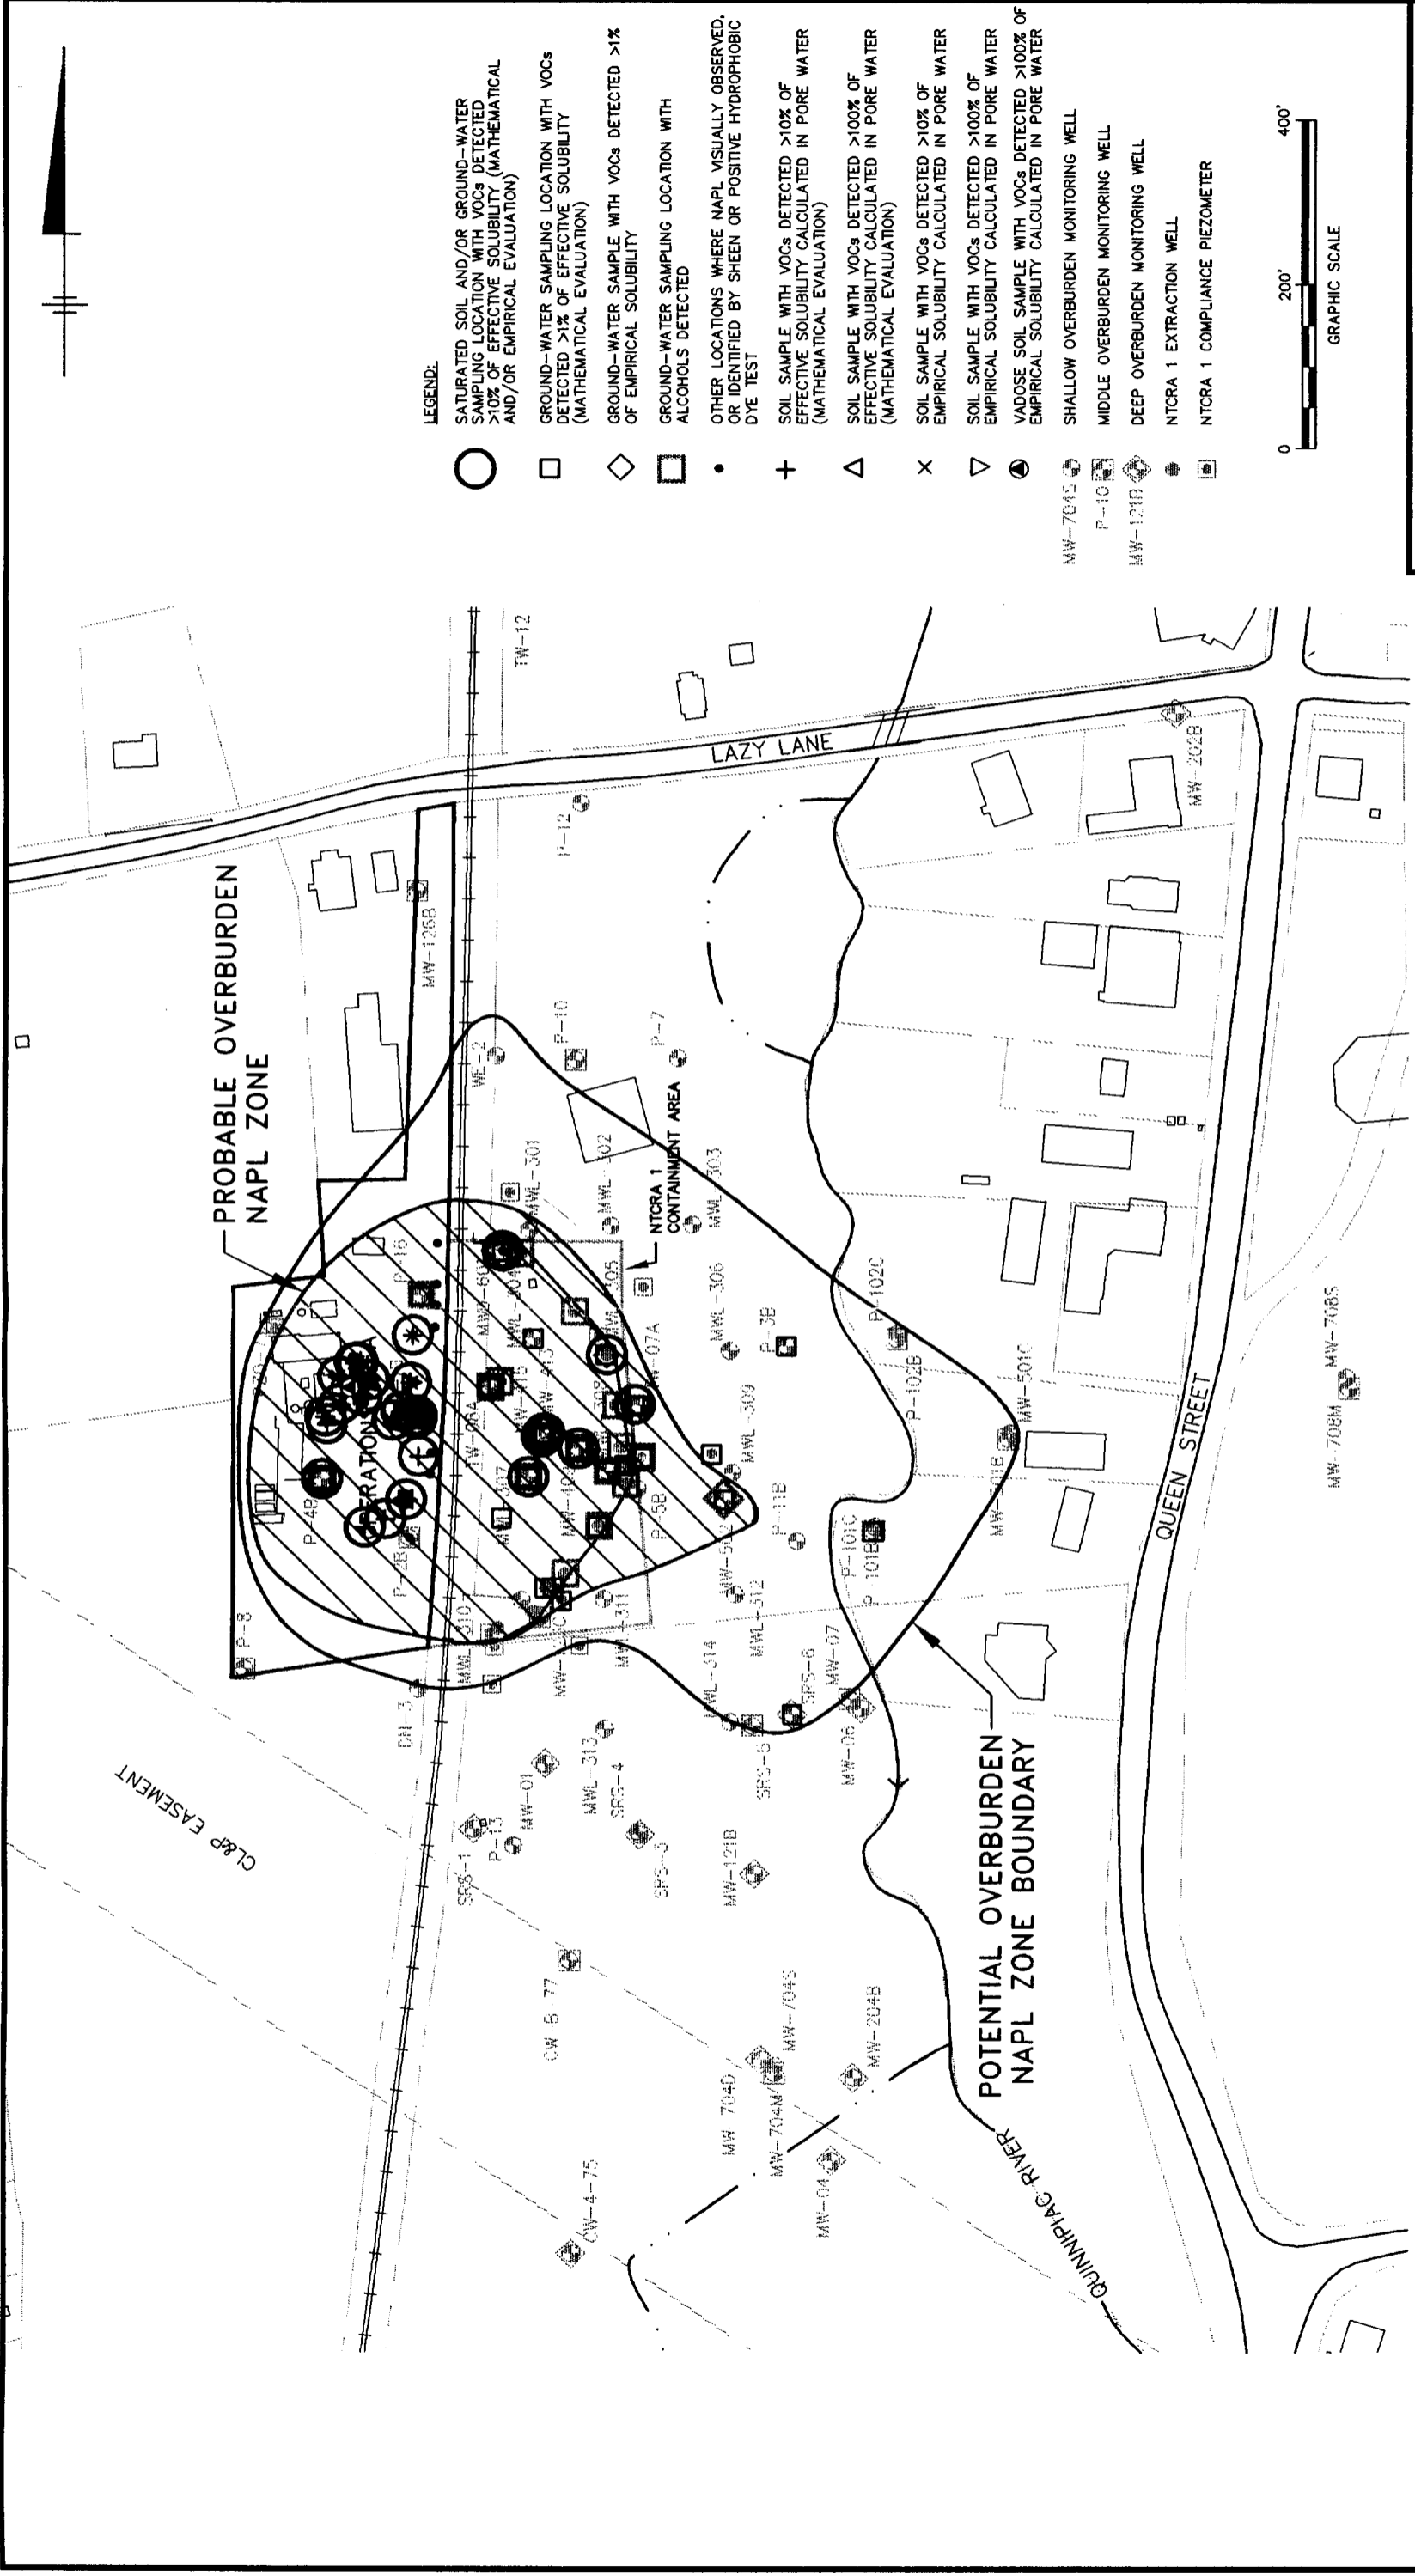 LEGEND:
SATURATED SOIL AND/OR GROUND-WATER
SAMPLING LOCATION WITH VOCs DETECTED
>10% OF EFFECTIVE SOLUBILITY (MATHEMATICAL
AND/OR EMPIRICAL EVALUATION)
GROUND-WATER SAMPLING LOCATION WITH VOCs
DETECTED >1% OF EFFECTIVE SOLUBILITY
(MATHEMATICAL EVALUATION)
GROUND-WATER SAMPLE WITH VOCs DETECTED >1%
OF EMPIRICAL SOLUBILITY
GROUND-WATER SAMPLING LOCATION WITH
ALCOHOLS DETECTED
OTHER LOCATIONS WHERE NAPL VISUALLY OBSERVED,
OR IDENTIFIED BY SHEEN OR POSITIVE HYDROPHOBIC
DYE TEST
SOIL SAMPLE WITH VOCs DETECTED >10% OF
EFFECTIVE SOLUBILITY CALCULATED IN PORE WATER
(MATHEMATICAL EVALUATION)
SOIL SAMPLE WITH VOCs DETECTED >100% OF
EFFECTIVE SOLUBILITY CALCULATED IN PORE WATER
(MATHEMATICAL EVALUATION)
SOIL SAMPLE WITH VOCs DETECTED >10% OF
EMPIRICAL SOLUBILITY CALCULATED IN PORE WATER
SOIL SAMPLE WITH VOCs DETECTED >100% OF
EMPIRICAL SOLUBILITY CALCULATED IN PORE WATER
VADOSE SOIL SAMPLE WITH VOCs DETECTED >100% OF
EMPIRICAL SOLUBILITY CALCULATED IN PORE WATER
MW-704S SHALLOW OVERBURDEN MONITORING WELL
P-10 MIDDLE OVERBURDEN MONITORING WELL
MW-121B DEEP OVERBURDEN MONITORING WELL
NTCRA 1 EXTRACTION WELL
NTCRA 1 COMPLIANCE PIEZOMETER
0 200' 400'
GRAPHIC SCALE
PROBABLE OVERBURDEN
NAPL ZONE
POTENTIAL OVERBURDEN
NAPL ZONE BOUNDARY
NTCRA 1
CONTAINMENT AREA
LAZY LANE
QUEEN STREET
QUINNIPIAC RIVER
CL&P EASEMENT
TW-12
P-12
MW-202B
MW-126B
WE-2
P-10
P-7
P-16
MWL-301
MWL-302
MWL-303
MWL-304
MWL-306
MW-07A
MWL-309
P-3B
P-102C
P-102B
MW-501C
MW-501B
MW-708M
MW-708S
P-4B
P-2B
P-5B
P-11B
P-101C
P-101B
MW-502
MWL-311
MWL-312
MWL-314
SRS-6
MW-07
MW-06
P-8
DN-3
MWL-313
SRS-4
MW-01
P-13
SRS-1
MW-121B
CW B 77
MW-704D
MW-704M
MW-704S
MW-204B
MW-04
CW-4-75